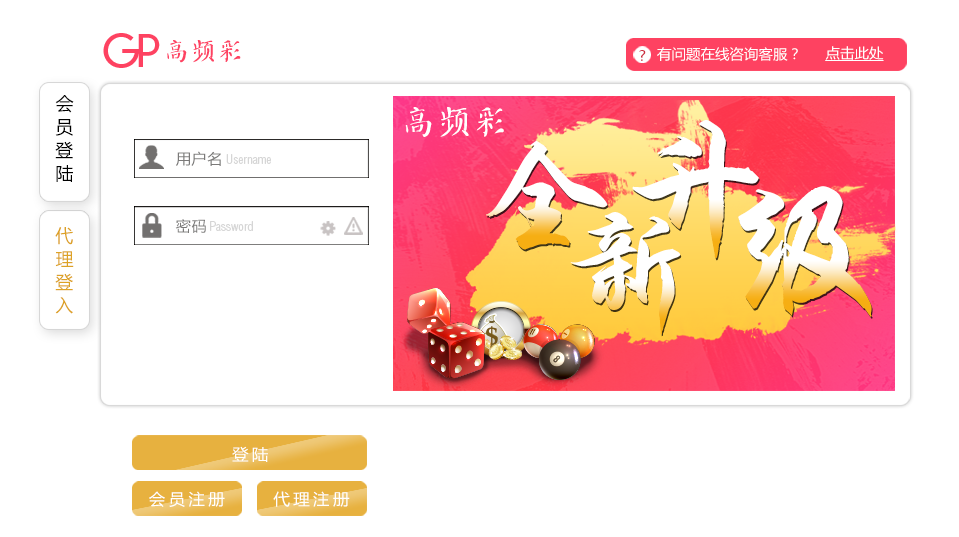 GP 高频彩
? 有问题在线咨询客服？ 点击此处
会员登陆
代理登入
用户名 Username
密码 Password
高频彩
全新升级
$
8
登陆
会员注册 代理注册